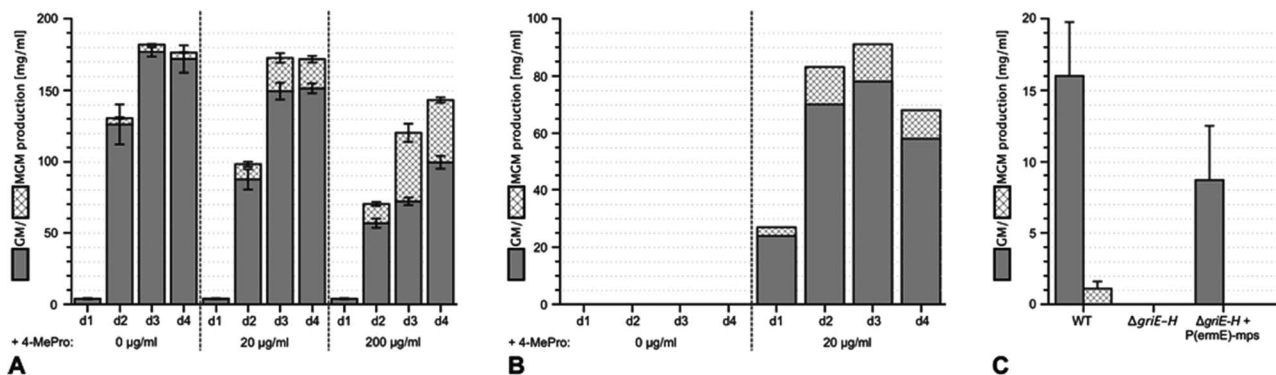 GM/ MGM production [mg/ml]
200
150
100
50
0
d1 d2 d3 d4 d1 d2 d3 d4 d1 d2 d3 d4
+ 4-MePro: 0 µg/ml 20 µg/ml 200 µg/ml
A
GM/ MGM production [mg/ml]
100
80
60
40
20
0
d1 d2 d3 d4 d1 d2 d3 d4
+ 4-MePro: 0 µg/ml 20 µg/ml
B
GM/ MGM production [mg/ml]
20
15
10
5
0
WT ΔgriE-H ΔgriE-H +
P(ermE)-mps
C